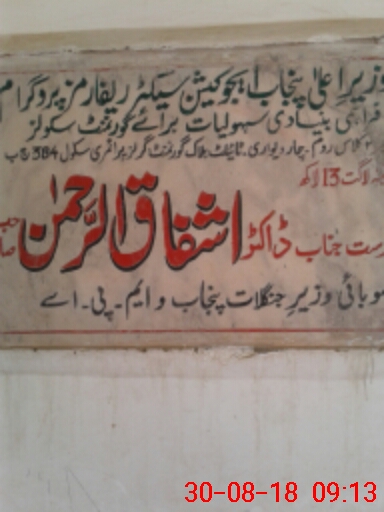 وزیر اعلیٰ پنجاب ایجوکیشن سیکٹر ریفارمز پروگرام
فراہمی بنیادی سہولیات برائے گورنمنٹ سکولز
کلاس روم۔ چار دیواری۔ ٹائیلٹ بلاک گورنمنٹ گرلز پرائمری سکول 384 ج ب
لاگت 13 لاکھ
دست جناب ڈاکٹر اشفاق الرحمٰن صاحب
صوبائی وزیر جنگلات پنجاب و ایم۔ پی۔ اے
30-08-18 09:13